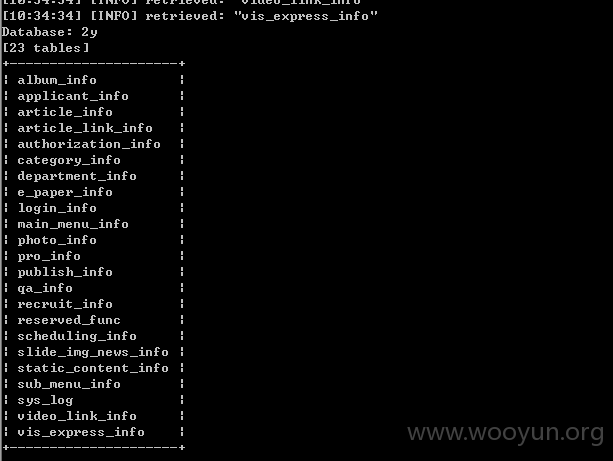 [10:34:34] [INFO] retrieved: "video_link_info"
[10:34:34] [INFO] retrieved: "vis_express_info"
Database: 2y
[23 tables]
+---------------------+
| album_info          |
| applicant_info      |
| article_info        |
| article_link_info   |
| authorization_info  |
| category_info       |
| department_info     |
| e_paper_info        |
| login_info          |
| main_menu_info      |
| photo_info          |
| pro_info            |
| publish_info        |
| qa_info             |
| recruit_info        |
| reserved_func       |
| scheduling_info     |
| slide_img_news_info |
| static_content_info |
| sub_menu_info       |
| sys_log             |
| video_link_info     |
| vis_express_info    |
+---------------------+
www.wooyun.org